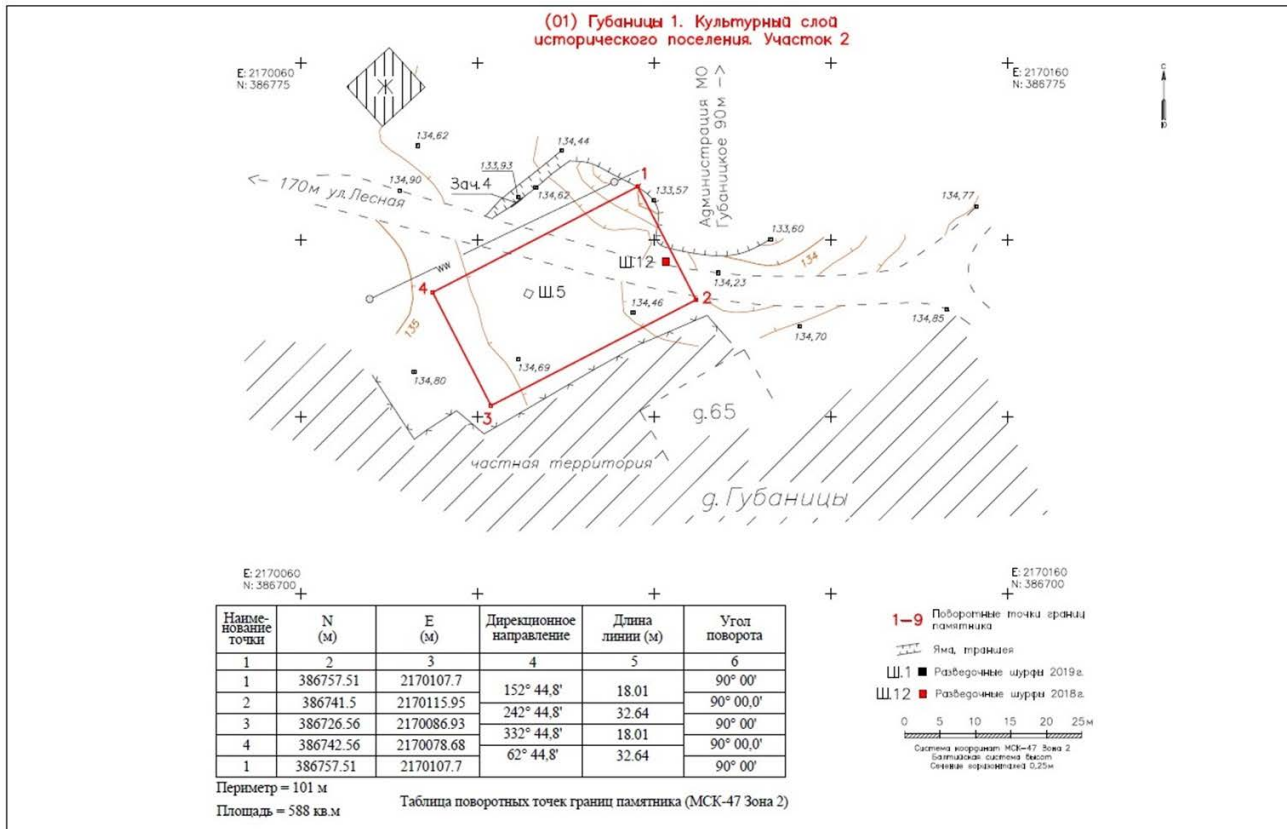 (01) Губаницы 1. Культурный слой
исторического поселения. Участок 2
E: 2170060
N: 386775
E: 2170160
N: 386775
с
ю
Ж
Администрация МО
Губаницкое 90м →
134,62
134,44
133,93
134,90
Зач.4
134,62
1
133,57
134,77
← 170м ул.Лесная
133,60
134
Ш.12
134,23
ww
4
Ш.5
2
134,46
134,85
135
134,70
134,69
134,80
3
д.65
частная территория
д.Губаницы
E: 2170060
N: 386700
E: 2170160
N: 386700
Наиме-
нование
точки
N
(м)
E
(м)
Дирекционное
направление
Длина
линии (м)
Угол
поворота
1 2 3 4 5 6
1 386757.51 2170107.7 90° 00'
152° 44,8' 18.01
2 386741.5 2170115.95 90° 00,0'
242° 44,8' 32.64
3 386726.56 2170086.93 90° 00'
332° 44,8' 18.01
4 386742.56 2170078.68 90° 00,0'
62° 44,8' 32.64
1 386757.51 2170107.7 90° 00'
Периметр = 101 м
Площадь = 588 кв.м
Таблица поворотных точек границ памятника (МСК-47 Зона 2)
1–9 Поворотные точки границ
памятника
Яма, траншея
Ш.1 Разведочные шурфы 2019г.
Ш.12 Разведочные шурфы 2018г.
0 5 10 15 20 25м
Система координат МСК-47 Зона 2
Балтийская система высот
Сечение горизонталей 0,25м